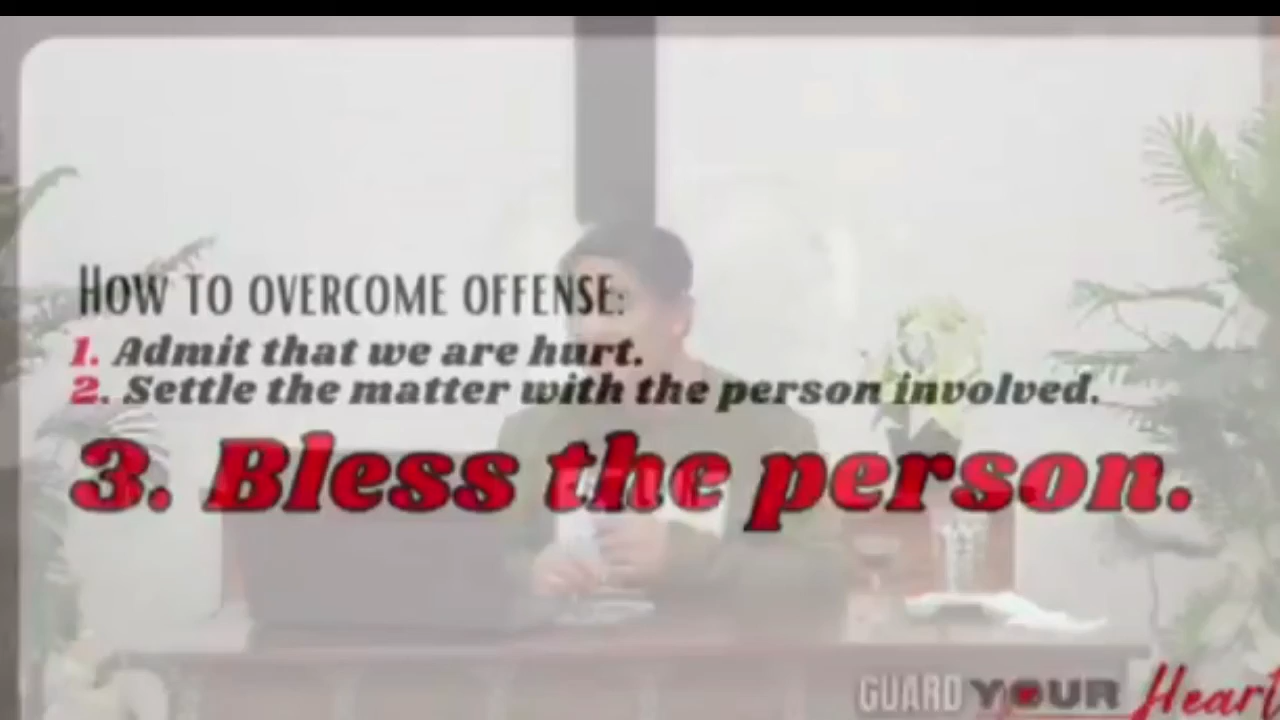 How to overcome offense:
1. Admit that we are hurt.
2. Settle the matter with the person involved.
3. Bless the person.
GUARD YOUR Heart